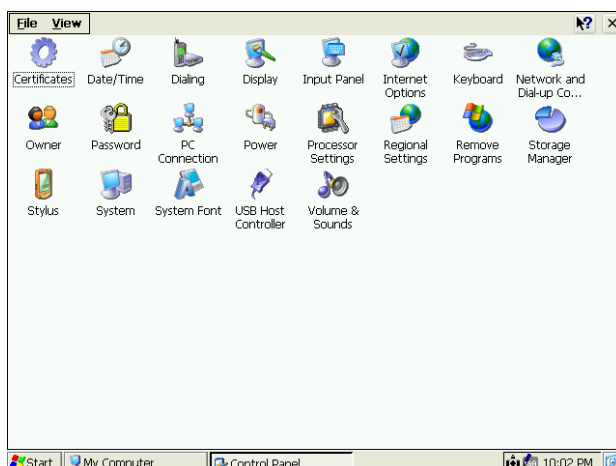 File View
Certificates Date/Time Dialing Display Input Panel Internet Options Keyboard Network and Dial-up Co...
Owner Password PC Connection Power Processor Settings Regional Settings Remove Programs Storage Manager
Stylus System System Font USB Host Controller Volume & Sounds
Start My Computer Control Panel 10:02 PM